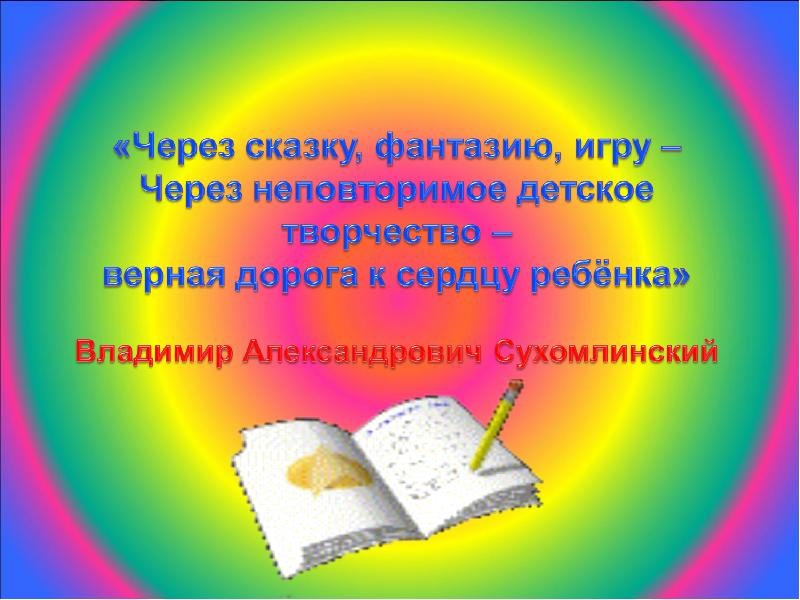 «Через сказку, фантазию, игру –
Через неповторимое детское
творчество –
верная дорога к сердцу ребёнка»
Владимир Александрович Сухомлинский